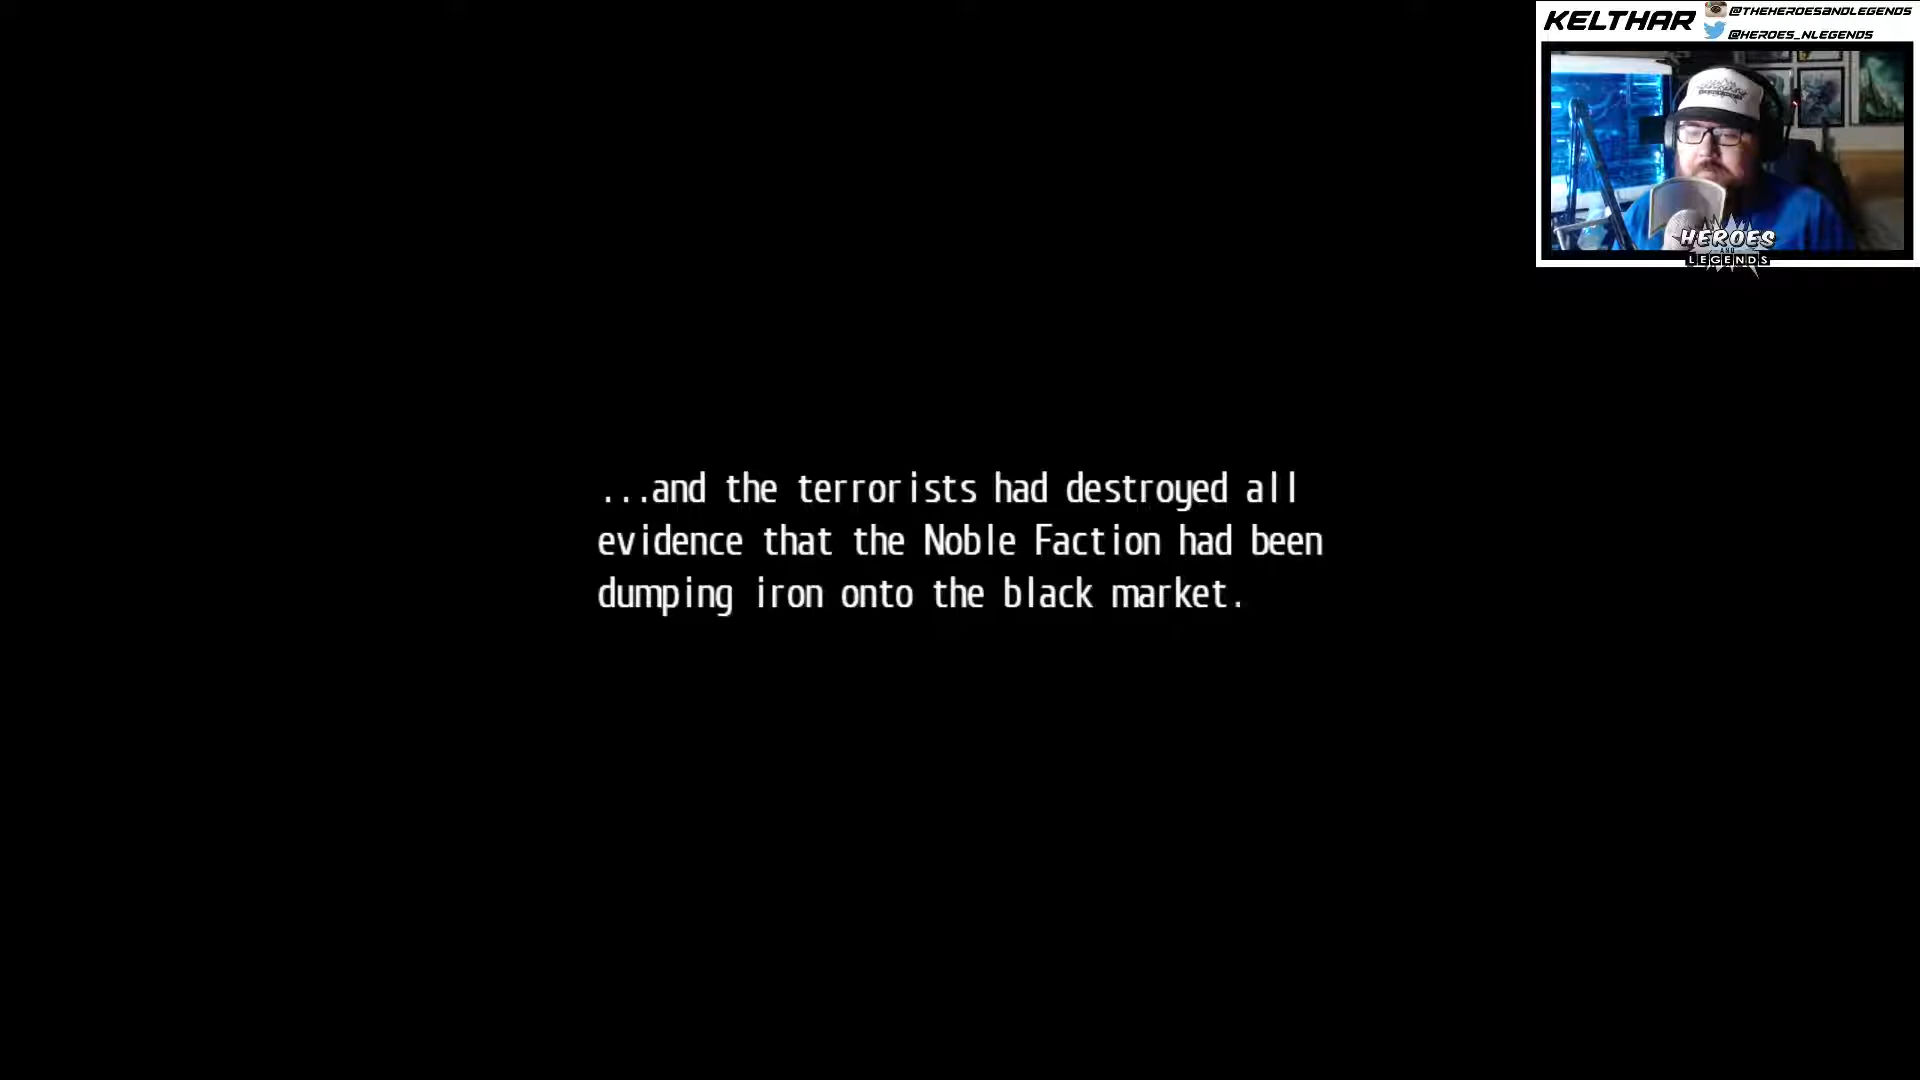 KELTHAR
@THEHEROESANDLEGENDS
@HEROES_NLEGENDS
HEROES
AND
LEGENDS
...and the terrorists had destroyed all
evidence that the Noble Faction had been
dumping iron onto the black market.